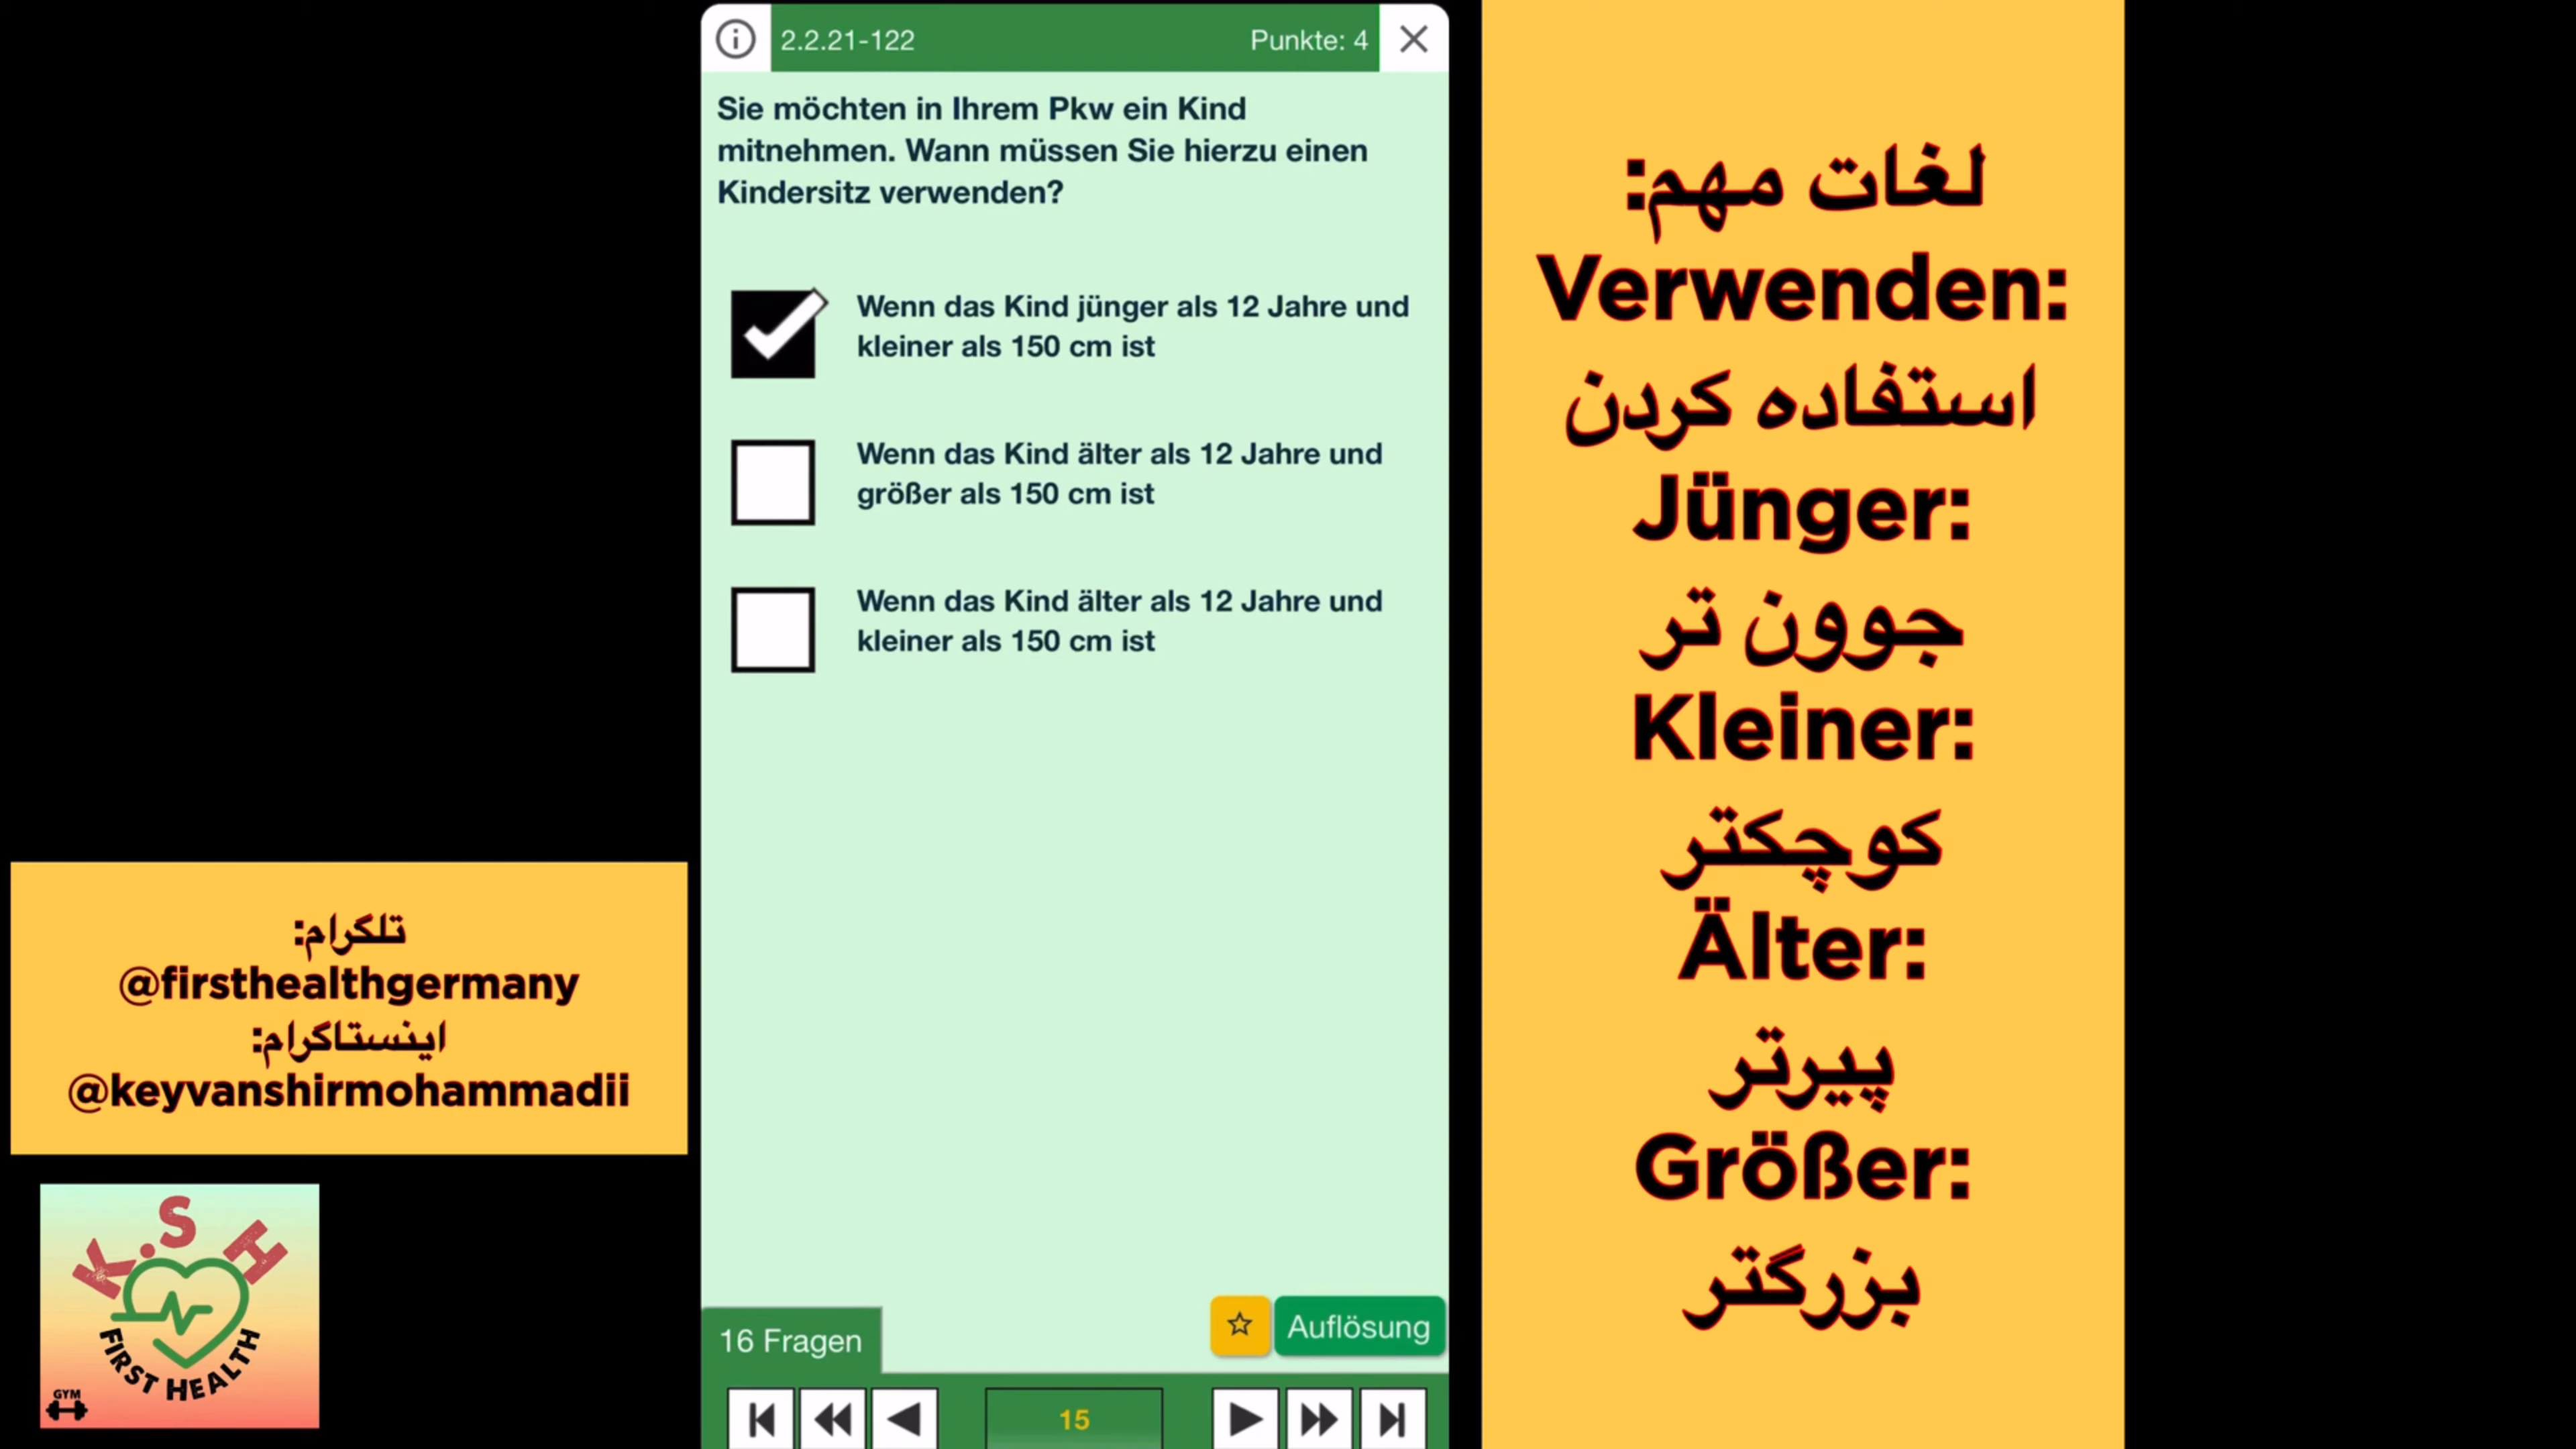 2.2.21-122
Punkte: 4
Sie möchten in Ihrem Pkw ein Kind
mitnehmen. Wann müssen Sie hierzu einen
Kindersitz verwenden?
Wenn das Kind jünger als 12 Jahre und
kleiner als 150 cm ist
Wenn das Kind älter als 12 Jahre und
größer als 150 cm ist
Wenn das Kind älter als 12 Jahre und
kleiner als 150 cm ist
16 Fragen
Auflösung
15
لغات مهم:
Verwenden:
استفاده کردن
Jünger:
جوون تر
Kleiner:
کوچکتر
Älter:
پیرتر
Größer:
بزرگتر
تلگرام:
@firsthealthgermany
اینستاگرام:
@keyvanshirmohammadii
K.SH
FIRST HEALTH
GYM